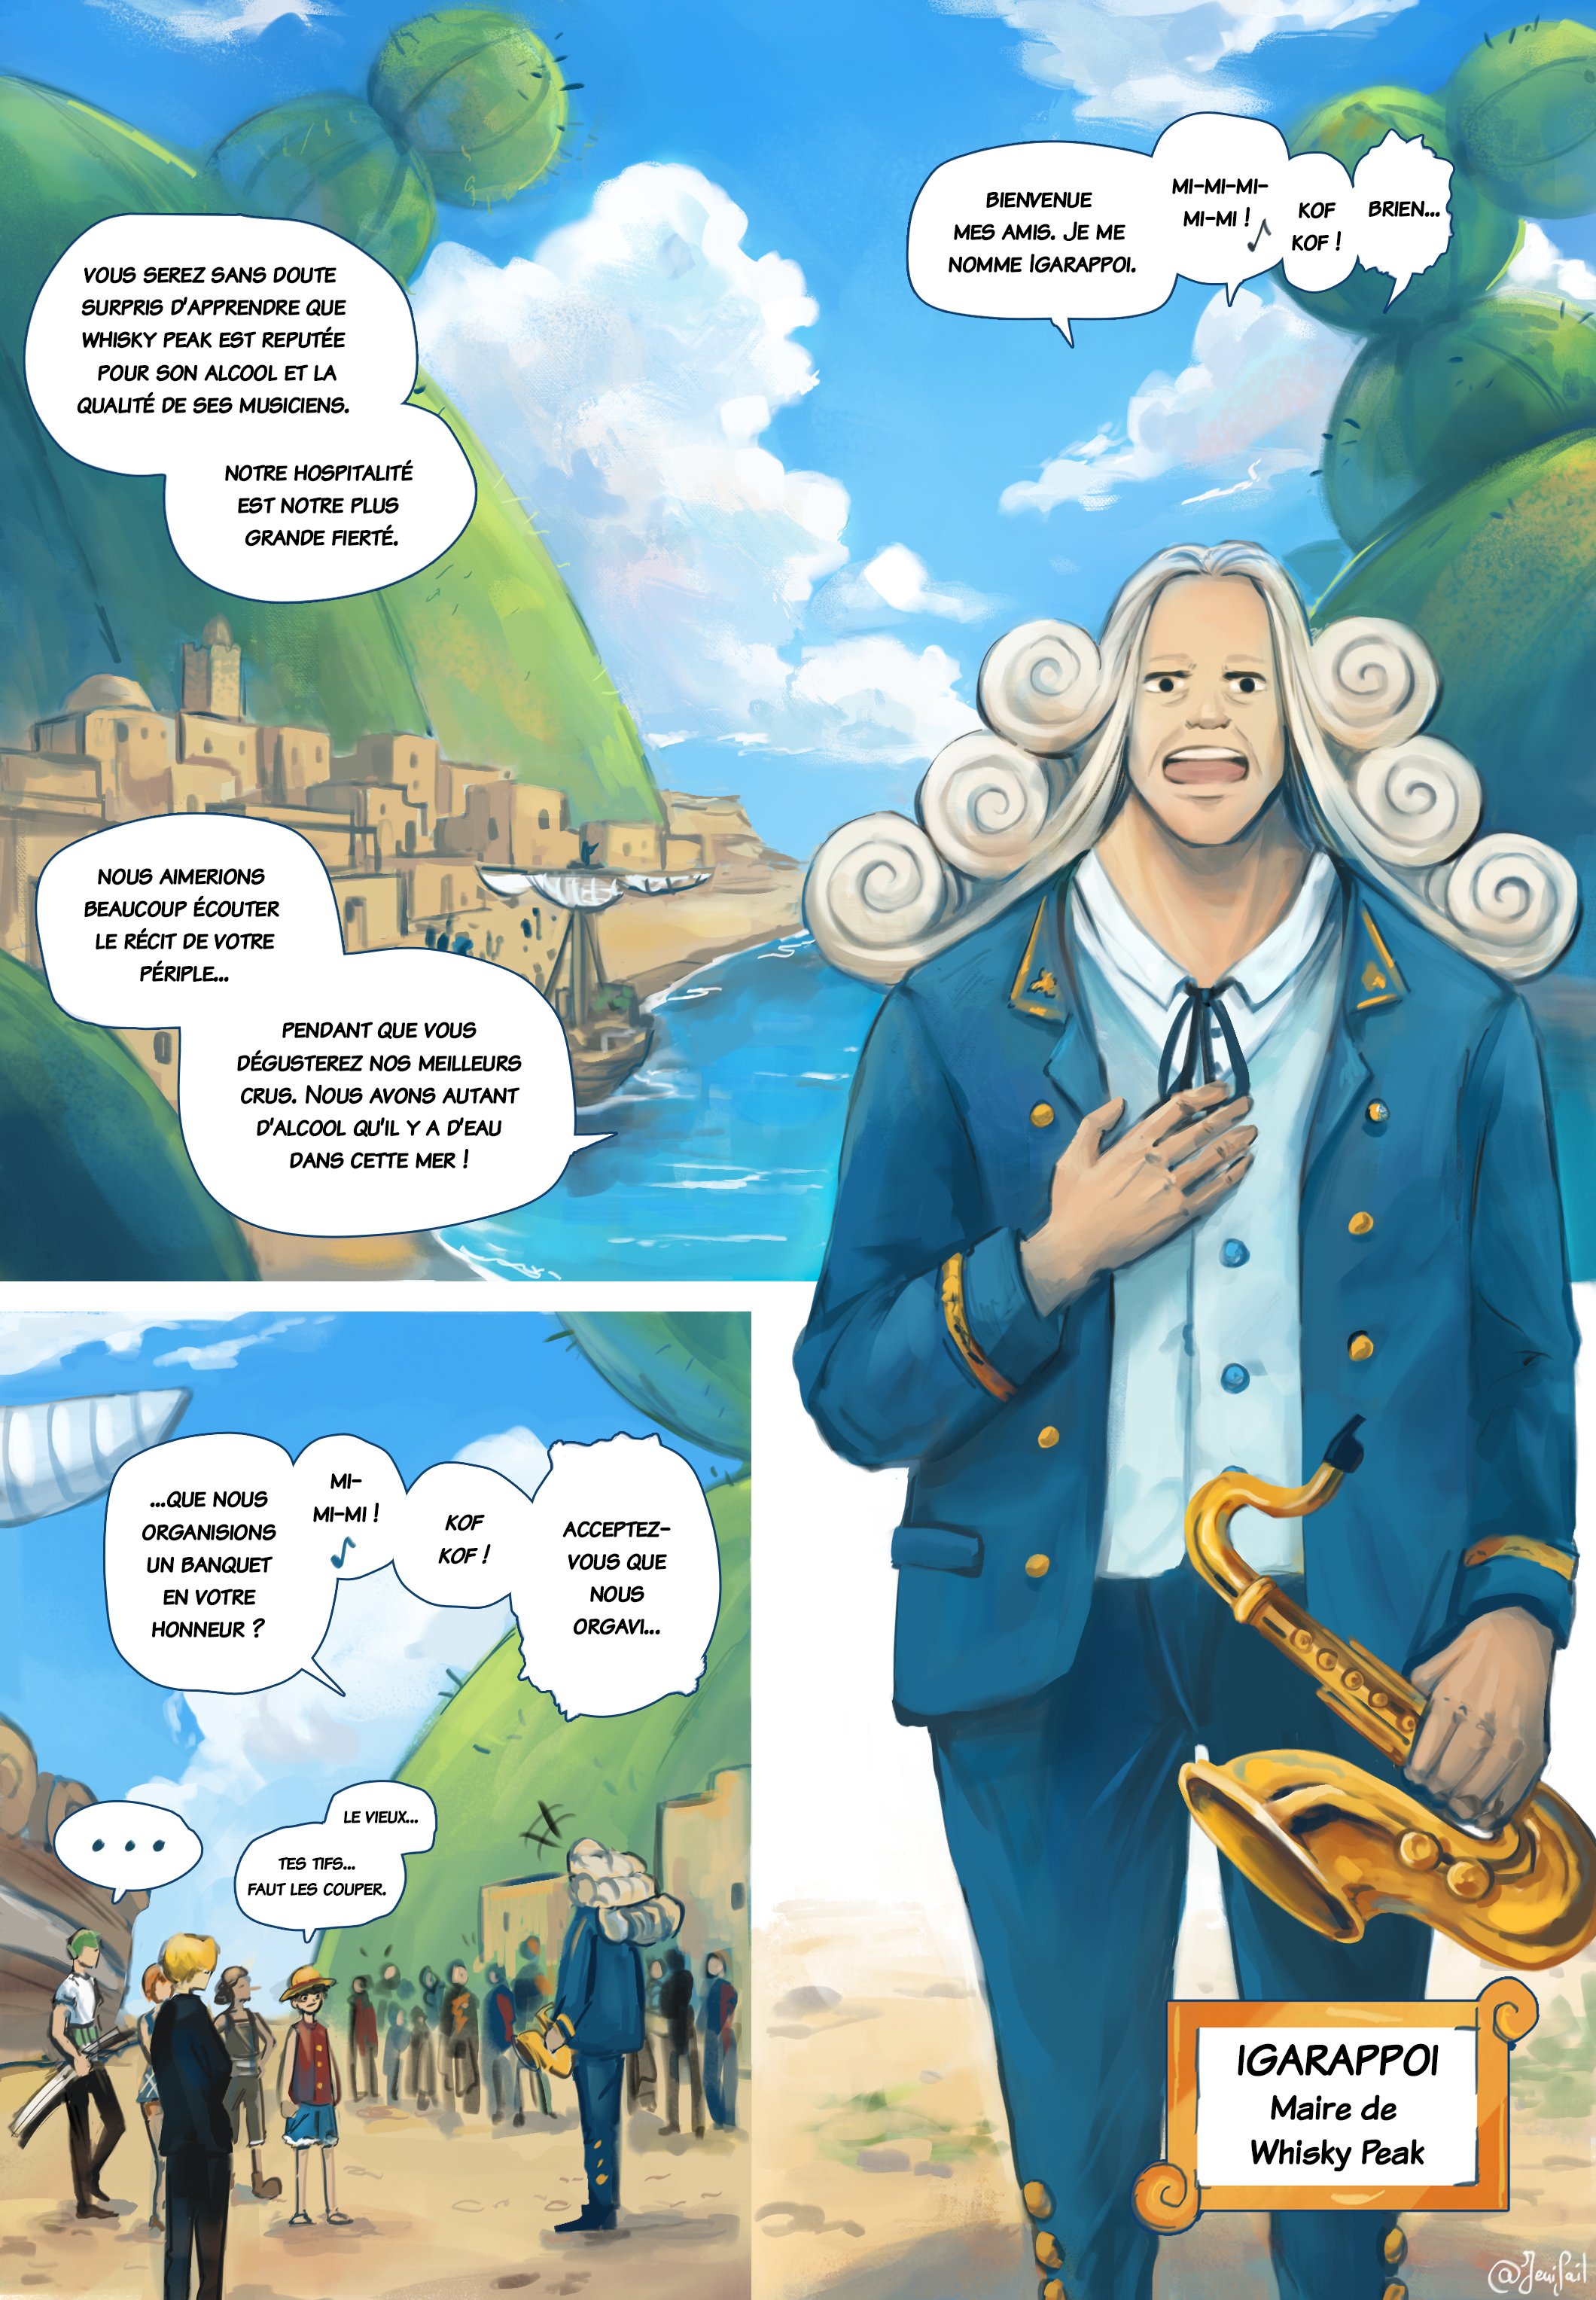 BRIEN...
KOF
KOF !
MI-MI-MI-
MI-MI !
BIENVENUE
MES AMIS. JE ME
NOMME IGARAPPOI.
VOUS SEREZ SANS DOUTE
SURPRIS D'APPRENDRE QUE
WHISKY PEAK EST REPUTÉE
POUR SON ALCOOL ET LA
QUALITÉ DE SES MUSICIENS.
NOTRE HOSPITALITÉ
EST NOTRE PLUS
GRANDE FIERTÉ.
NOUS AIMERIONS
BEAUCOUP ÉCOUTER
LE RÉCIT DE VOTRE
PÉRIPLE...
PENDANT QUE VOUS
DÉGUSTEREZ NOS MEILLEURS
CRUS. NOUS AVONS AUTANT
D'ALCOOL QU'IL Y A D'EAU
DANS CETTE MER !
ACCEPTEZ-
VOUS QUE
NOUS
ORGAVI...
KOF
KOF !
MI-
MI-MI !
...QUE NOUS
ORGANISIONS
UN BANQUET
EN VOTRE
HONNEUR ?
LE VIEUX...
TES TIFS...
FAUT LES COUPER.
...
IGARAPPOI
Maire de
Whisky Peak
@Jenifail